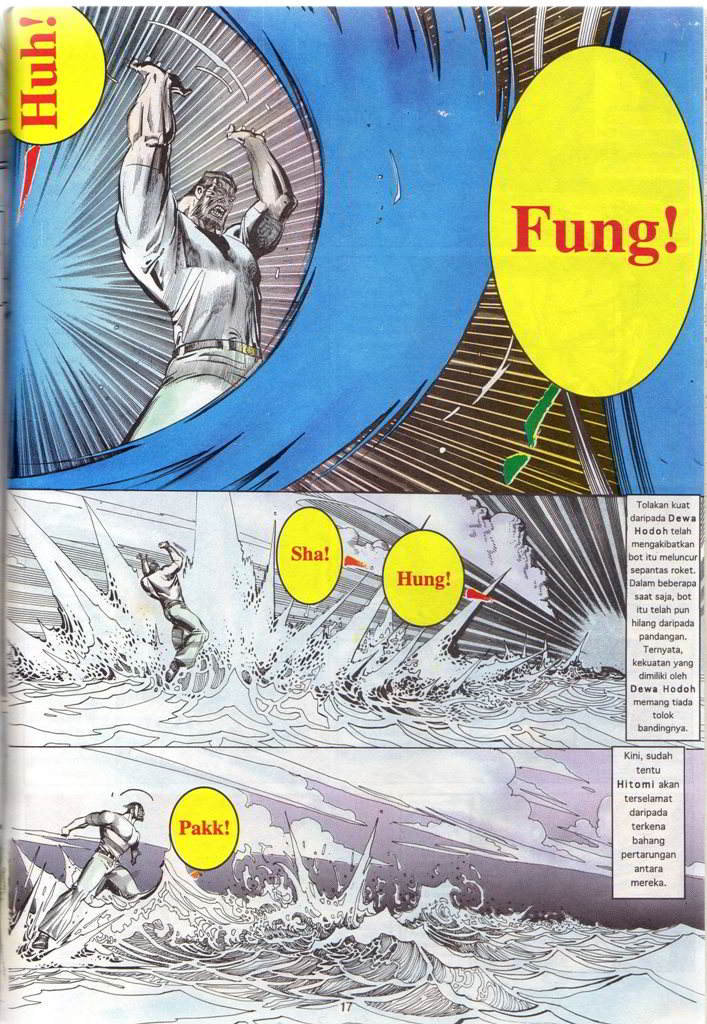 Huh!
Fung!
Tolakan kuat
daripada Dewa
Hodoh telah
mengakibatkan
bot itu meluncur
sepantas roket.
Dalam beberapa
saat saja, bot
itu telah pun
hilang daripada
pandangan.
Ternyata,
kekuatan yang
dimiliki oleh
Dewa Hodoh
memang tiada
tolok
bandingnya.
Sha!
Hung!
Kini, sudah
tentu
Hitomi akan
terselamat
daripada
terkena
bahang
pertarungan
antara
mereka.
Pakk!
17